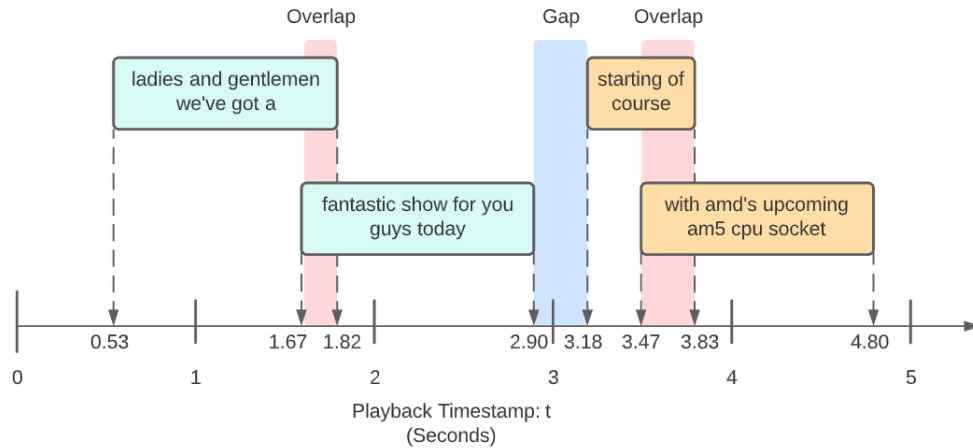 Overlap
Gap
Overlap
ladies and gentlemen
we've got a
starting of
course
fantastic show for you
guys today
with amd's upcoming
am5 cpu socket
0.53
1.67
1.82
2.90
3.18
3.47
3.83
4.80
0
1
2
3
4
5
Playback Timestamp: t
(Seconds)